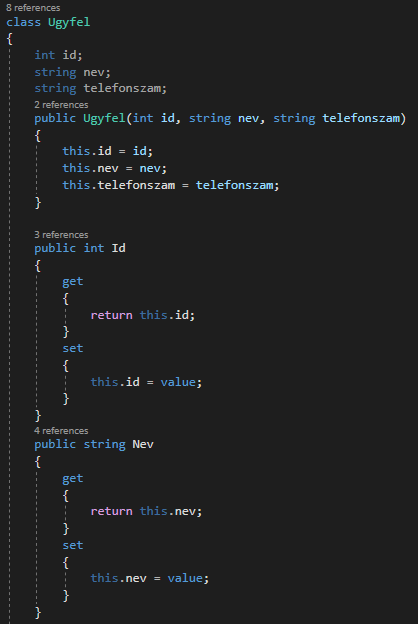 8 references
class Ugyfel
{
int id;
string nev;
string telefonszam;
2 references
public Ugyfel(int id, string nev, string telefonszam)
{
this.id = id;
this.nev = nev;
this.telefonszam = telefonszam;
}
3 references
public int Id
{
get
{
return this.id;
}
set
{
this.id = value;
}
}
4 references
public string Nev
{
get
{
return this.nev;
}
set
{
this.nev = value;
}
}